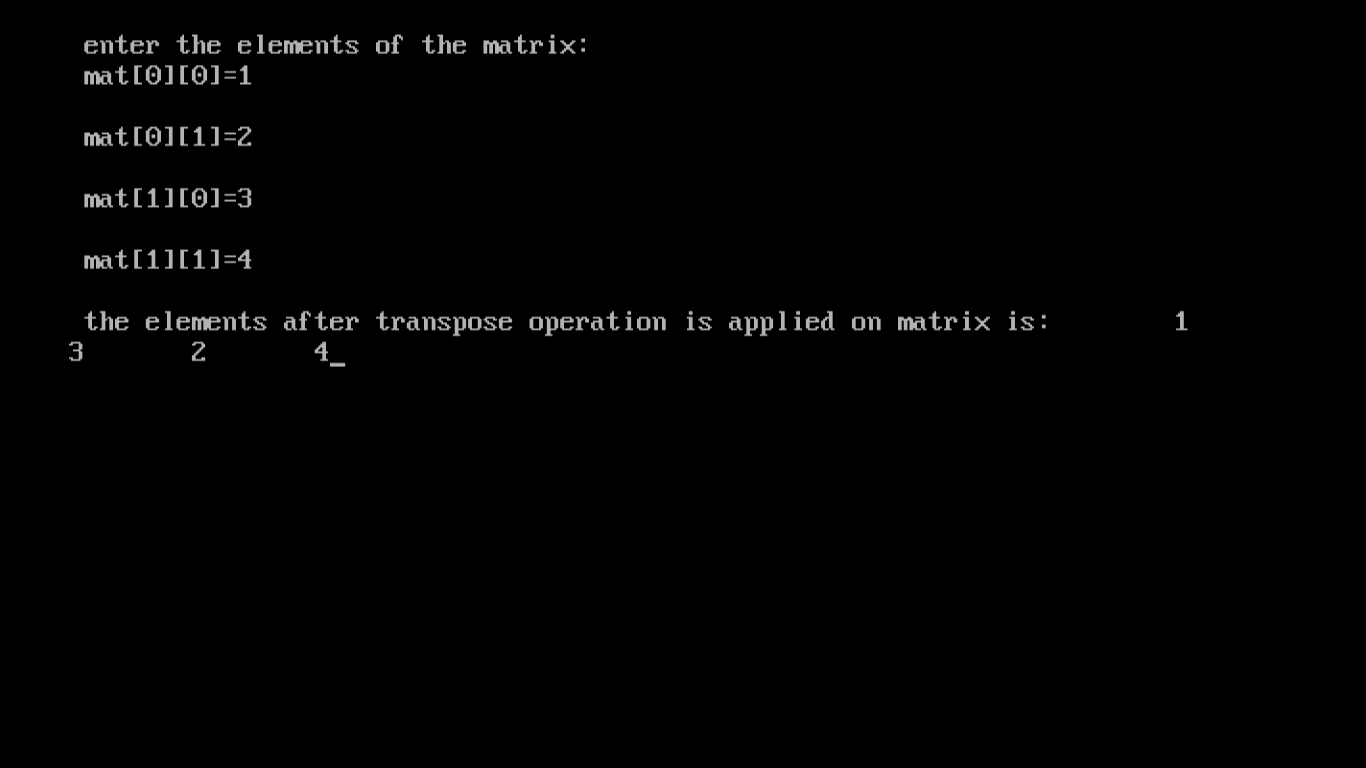 enter the elements of the matrix:
mat[0][0]=1
mat[0][1]=2
mat[1][0]=3
mat[1][1]=4
the elements after transpose operation is applied on matrix is: 1
3 2 4_